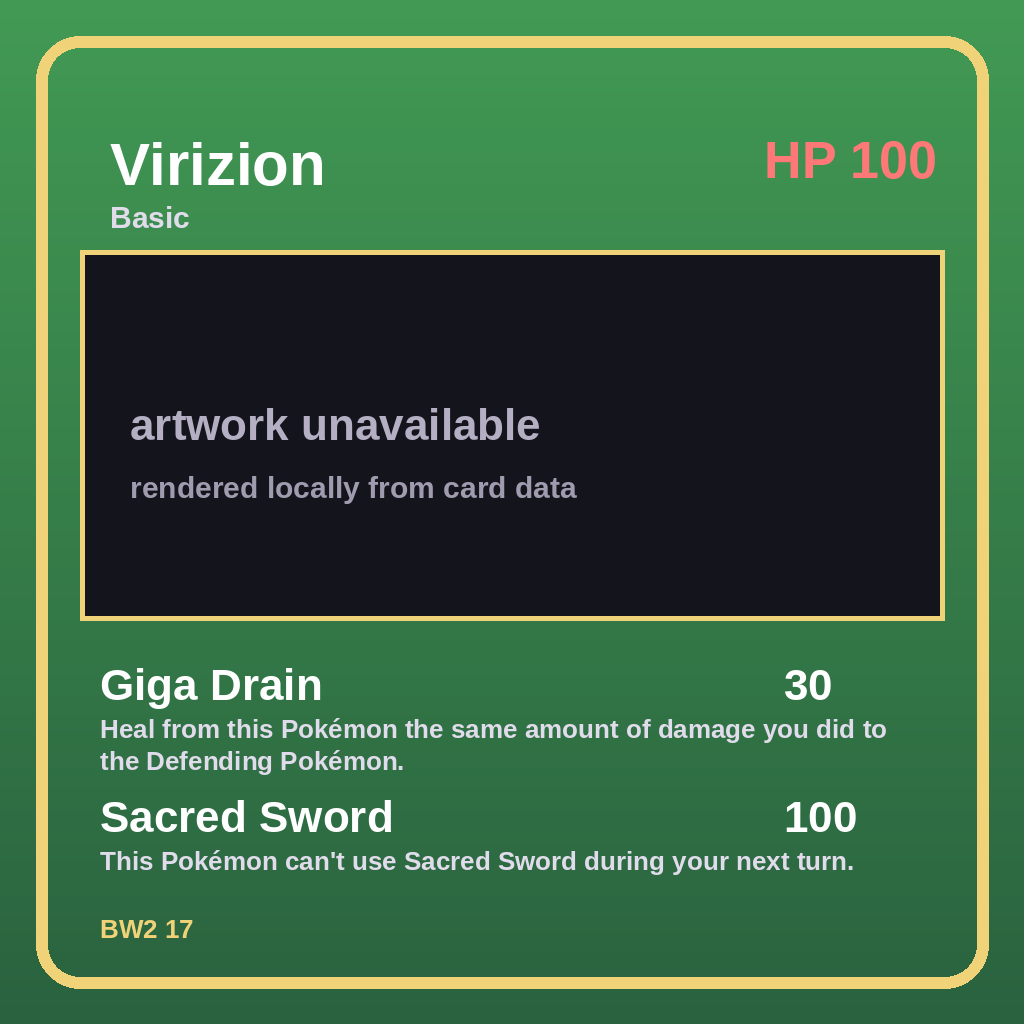 Virizion
HP 100
Basic
artwork unavailable
rendered locally from card data
Giga Drain 30
Heal from this Pokémon the same amount of damage you did to
the Defending Pokémon.
Sacred Sword 100
This Pokémon can't use Sacred Sword during your next turn.
BW2 17